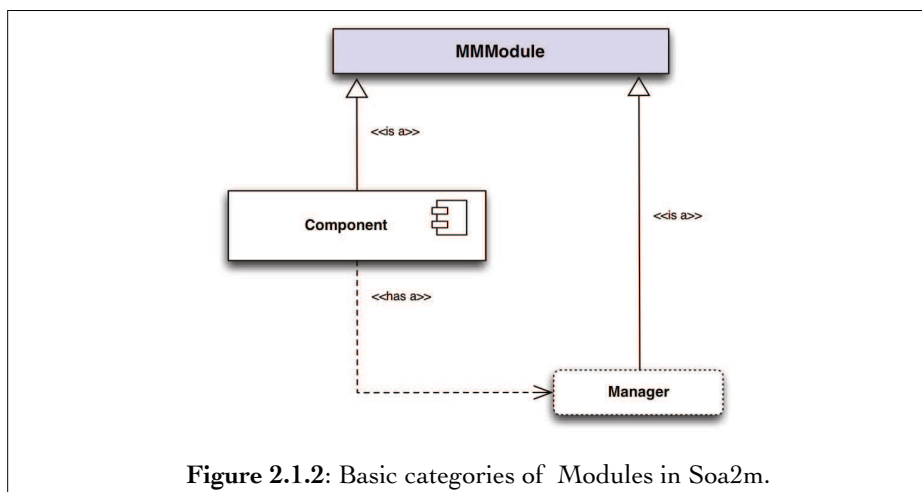 MMModule
<<is a>>
<<is a>>
Component
<<has a>>
Manager
Figure 2.1.2: Basic categories of Modules in Soa2m.